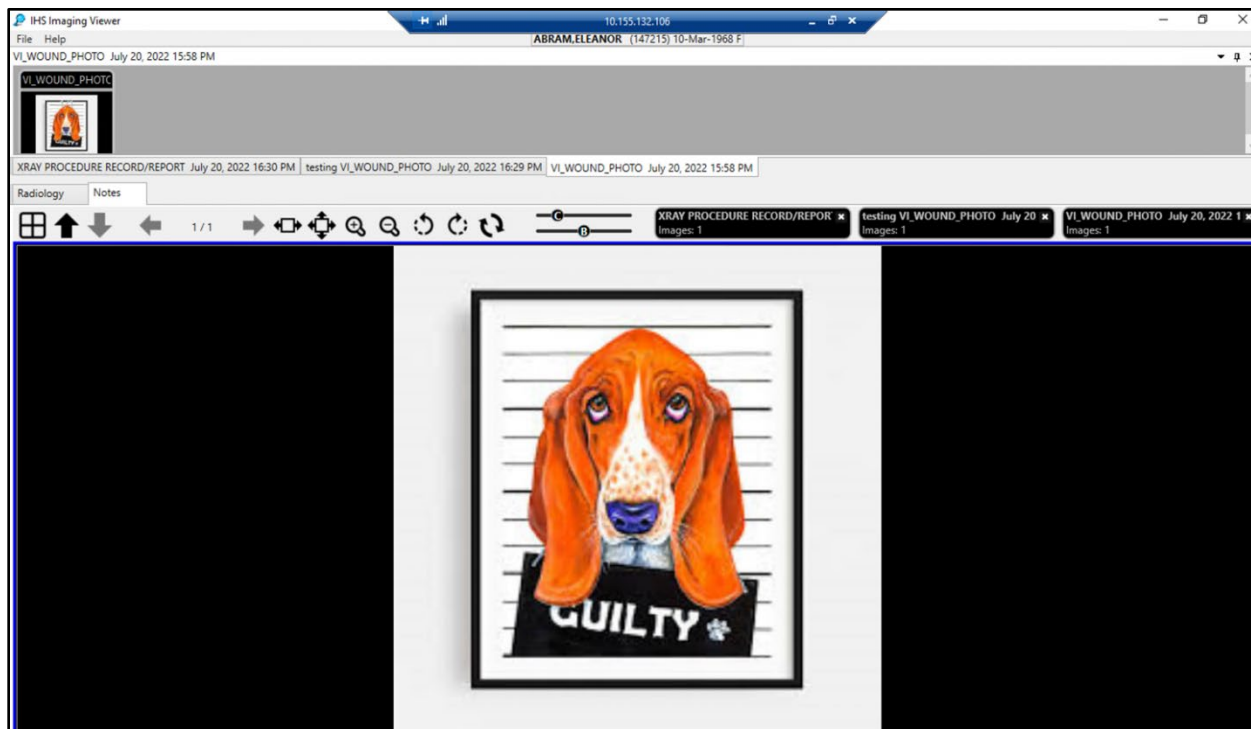 IHS Imaging Viewer
10.155.132.106
File Help
ABRAM,ELEANOR (147215) 10-Mar-1968 F
VI_WOUND_PHOTO July 20, 2022 15:58 PM
VI_WOUND_PHOTO
XRAY PROCEDURE RECORD/REPORT July 20, 2022 16:30 PM
testing VI_WOUND_PHOTO July 20, 2022 16:29 PM
VI_WOUND_PHOTO July 20, 2022 15:58 PM
Radiology Notes
1 / 1
C
B
XRAY PROCEDURE RECORD/REPOR
Images: 1
testing VI_WOUND_PHOTO July 20
Images: 1
VI_WOUND_PHOTO July 20, 2022 1
Images: 1
GUILTY